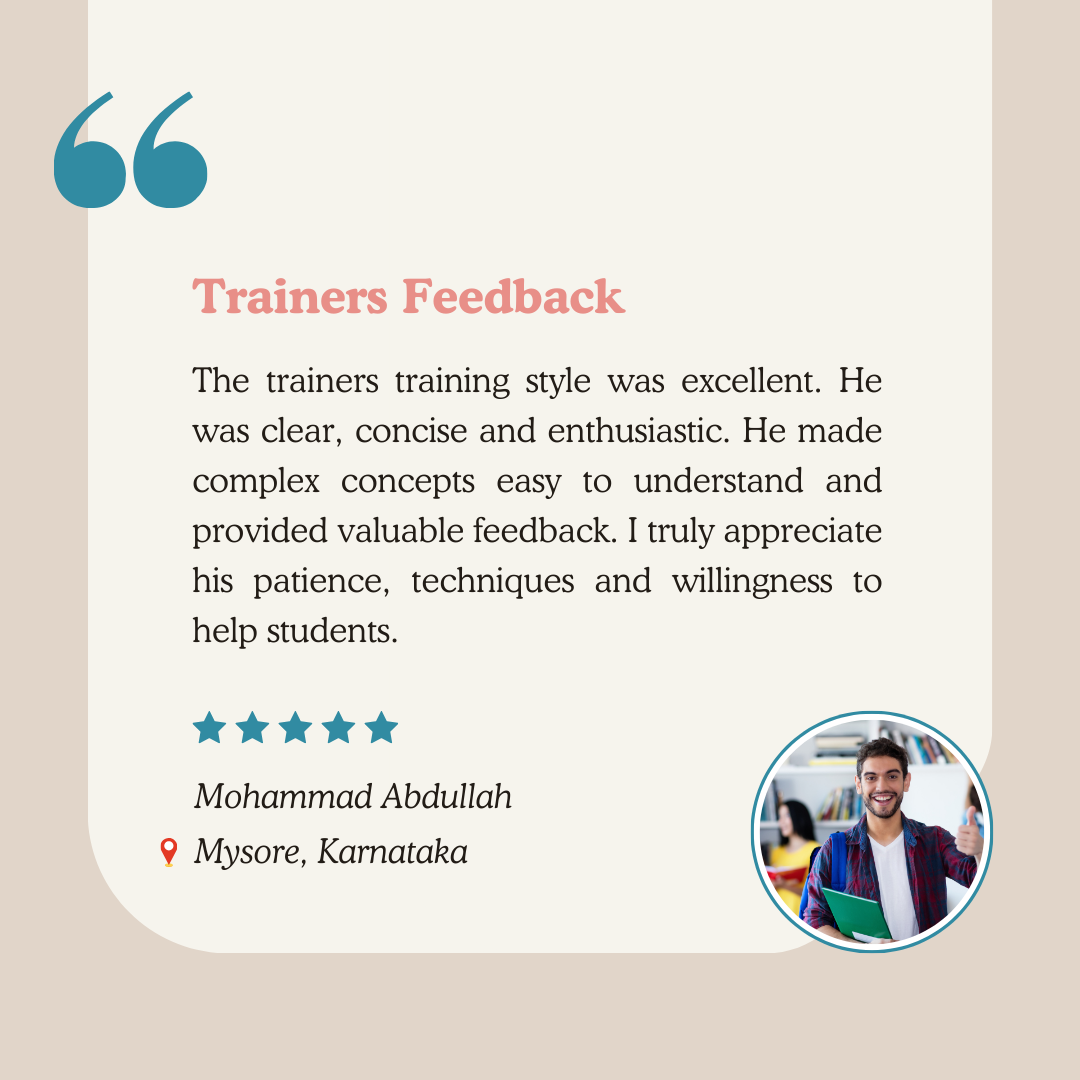 “
Trainers Feedback
The trainers training style was excellent. He
was clear, concise and enthusiastic. He made
complex concepts easy to understand and
provided valuable feedback. I truly appreciate
his patience, techniques and willingness to
help students.
Mohammad Abdullah
Mysore, Karnataka